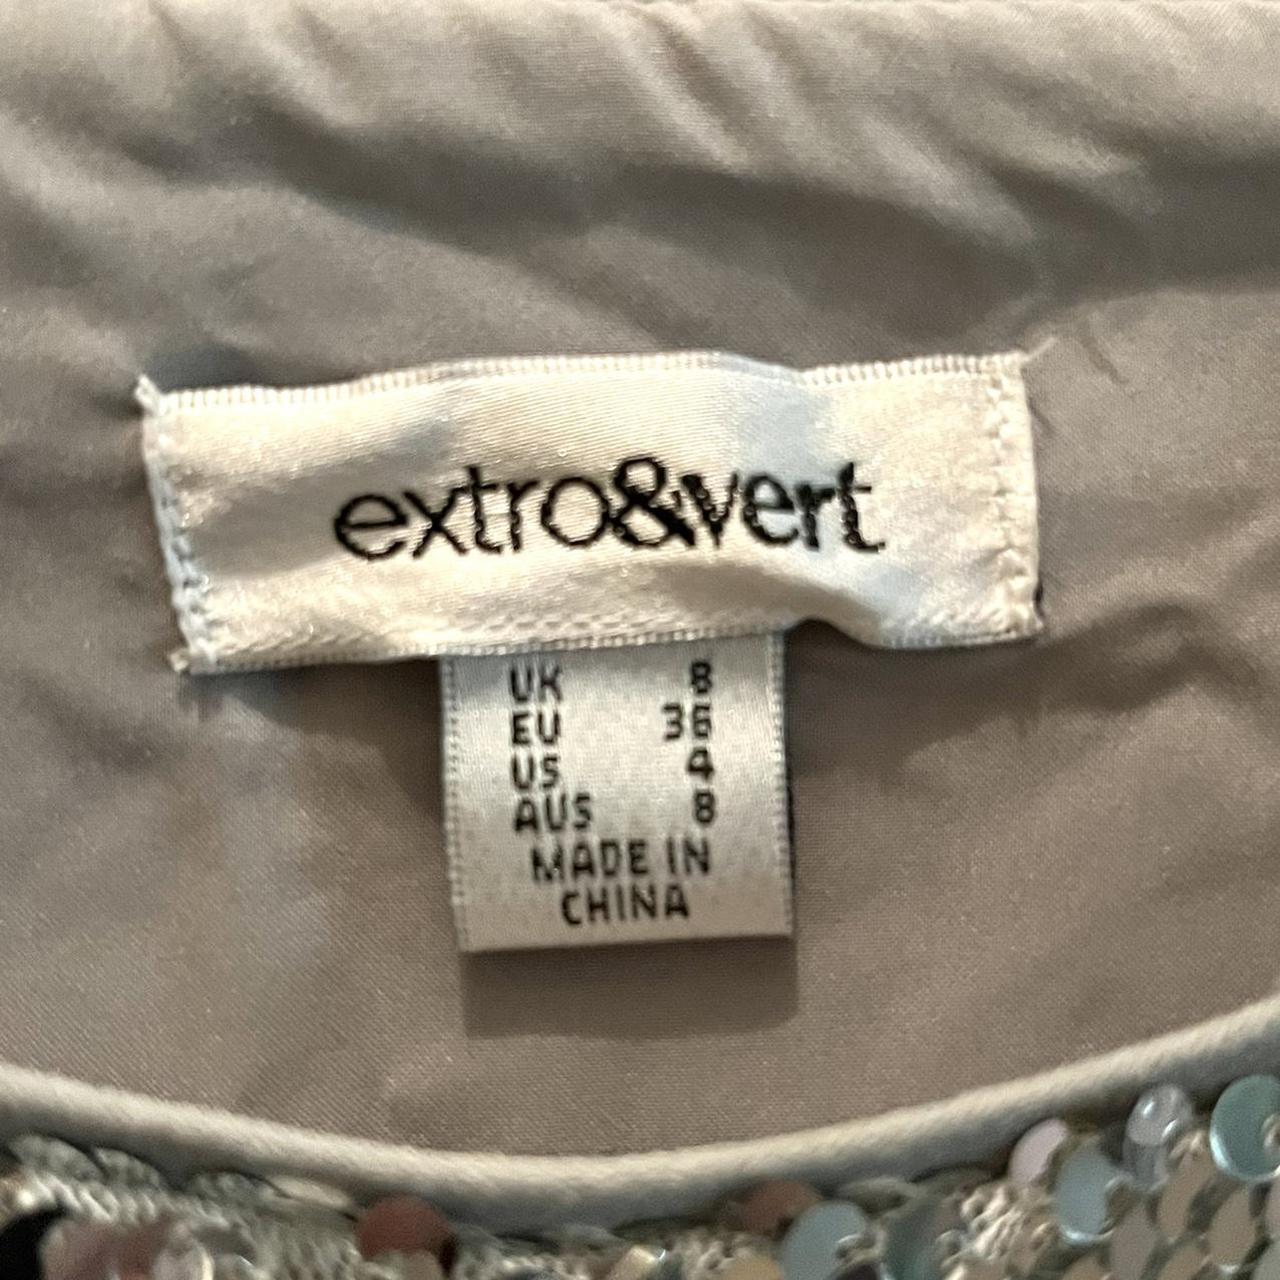 extro&vert
UK 8
EU 36
US 4
AUS 8
MADE IN
CHINA